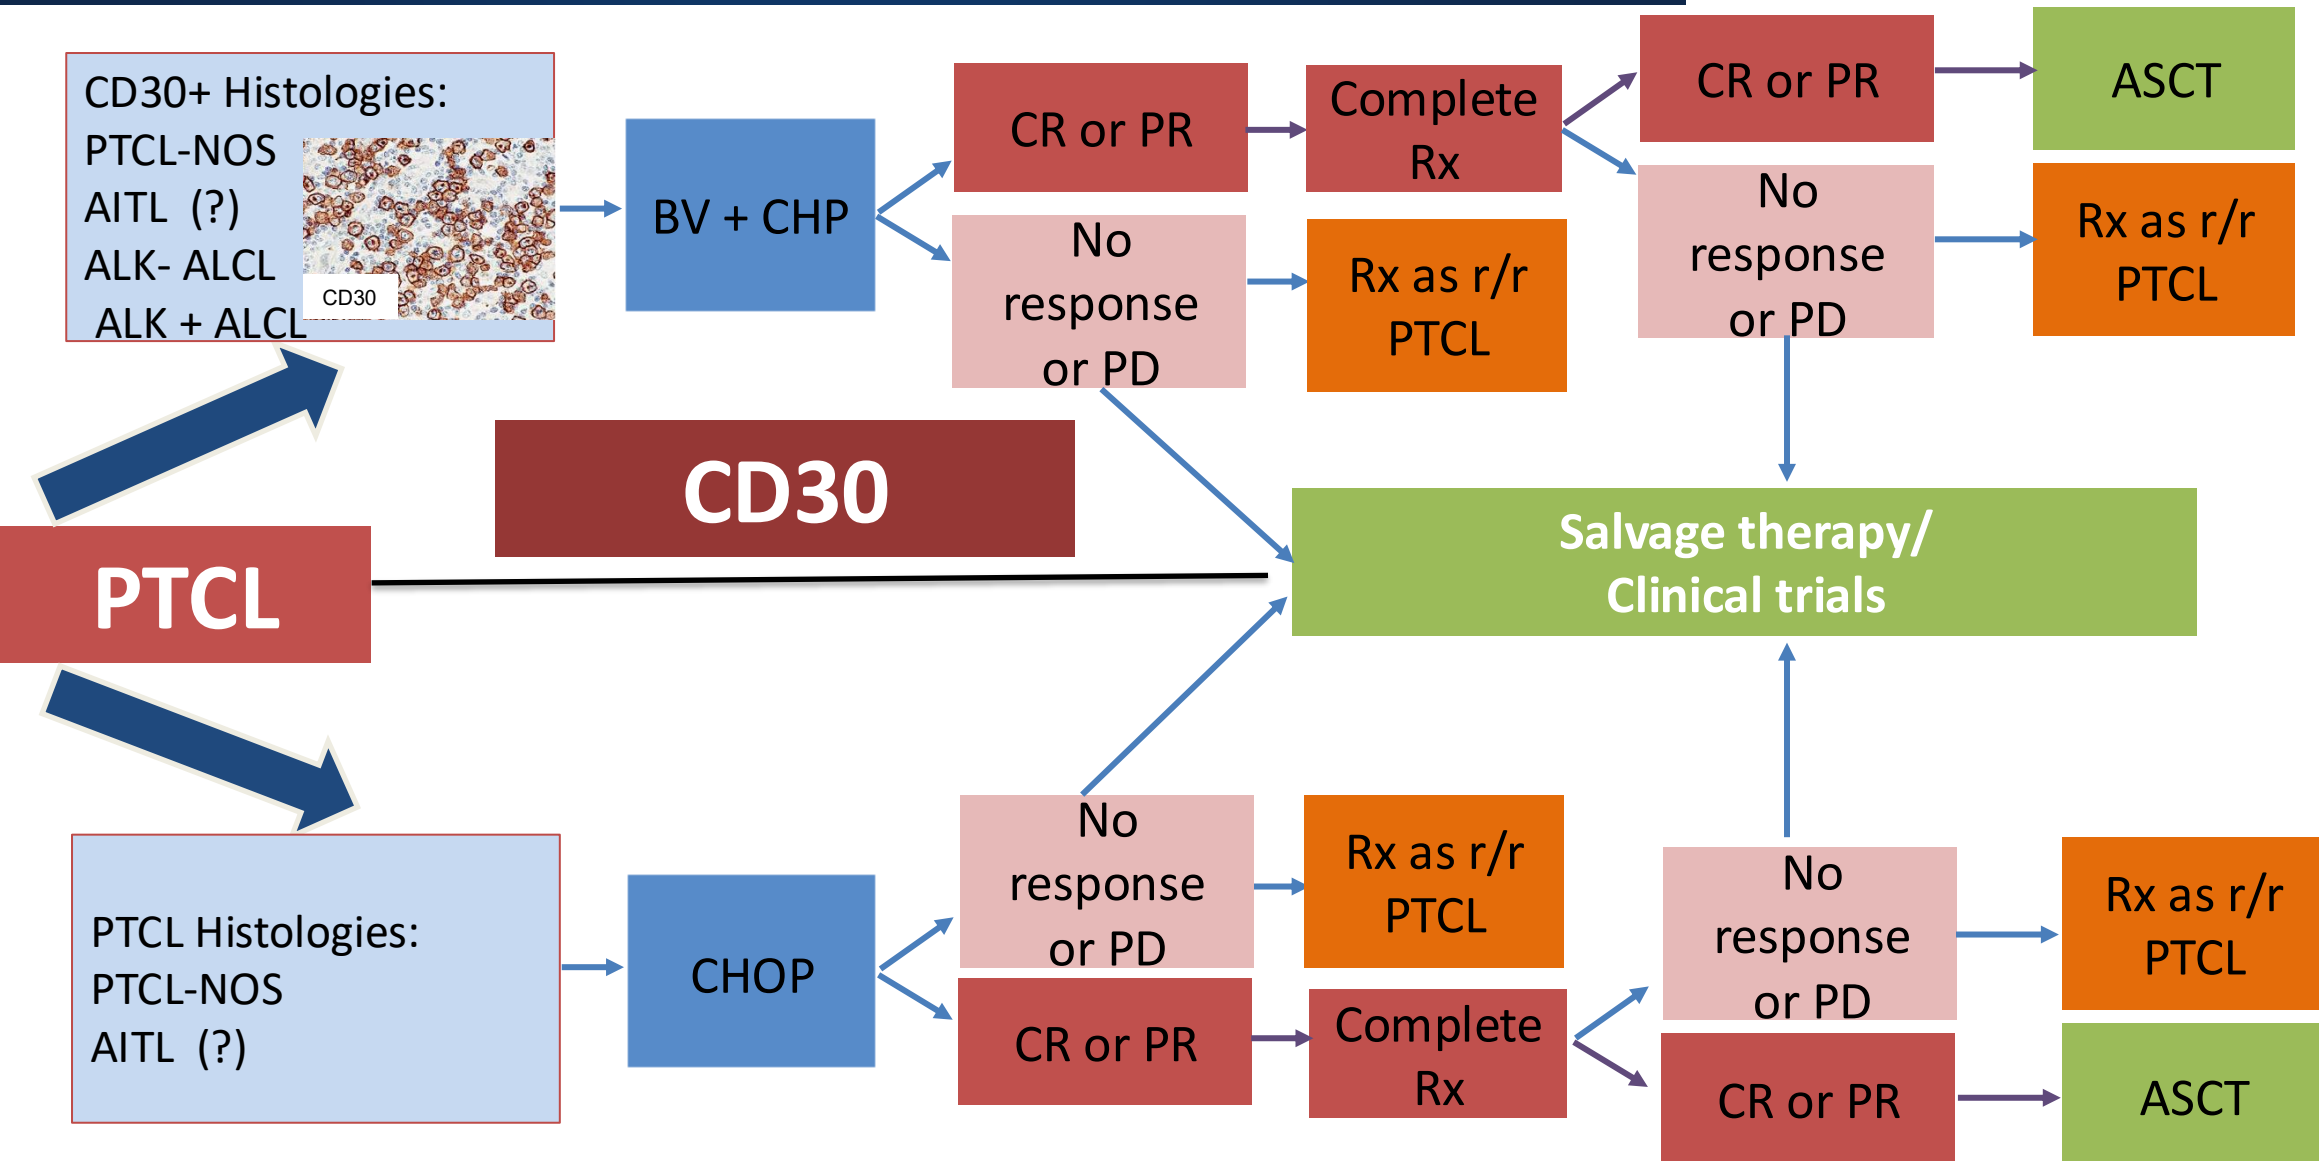 CD30+ Histologies:
PTCL-NOS
AITL  (?)
ALK- ALCL
ALK + ALCL
CD30
BV + CHP
CR or PR
No
response
or PD
Complete
Rx
Rx as r/r
PTCL
CR or PR
No
response
or PD
ASCT
Rx as r/r
PTCL
CD30
PTCL
Salvage therapy/
Clinical trials
PTCL Histologies:
PTCL-NOS
AITL  (?)
CHOP
No
response
or PD
CR or PR
Rx as r/r
PTCL
Complete
Rx
No
response
or PD
CR or PR
Rx as r/r
PTCL
ASCT